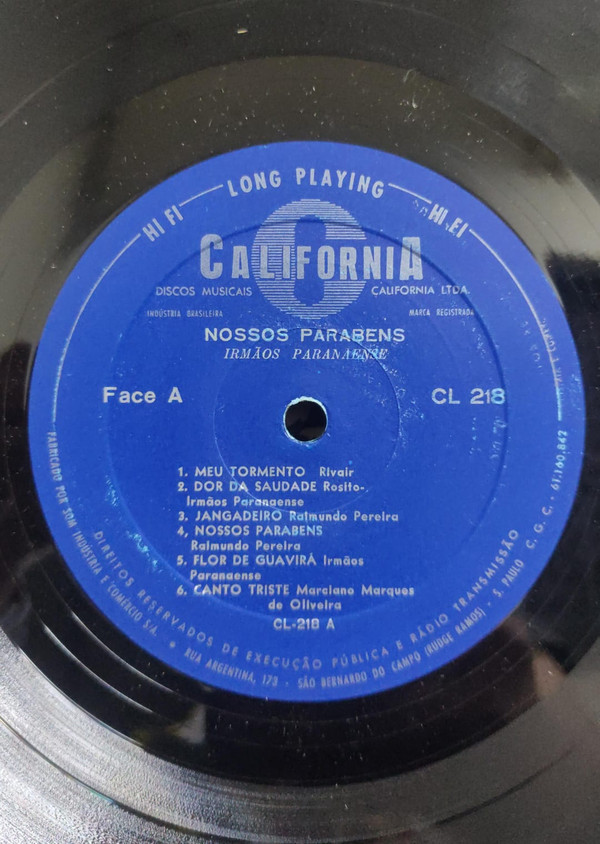 HI FI — LONG PLAYING — HI.FI
CALIFORNIA
DISCOS MUSICAIS CALIFORNIA LTDA.
INDÚSTRIA BRASILEIRA MARCA REGISTRADA
NOSSOS PARABENS
IRMÃOS PARANAENSE
Face A CL 218
1. MEU TORMENTO Rivair
2. DOR DA SAUDADE Rosito-
Irmãos Paranaense
3. JANGADEIRO Raimundo Pereira
4, NOSSOS PARABENS
Raimundo Pereira
5. FLOR DE GUAVIRÁ Irmãos
Paranaense
6. CANTO TRISTE Marciano Marques
de Oliveira
CL-218 A
DIREITOS RESERVADOS DE EXECUÇÃO PÚBLICA E RÁDIO TRANSMISSÃO
FABRICADO POR SOM INDÚSTRIA E COMÉRCIO S/A. • RUA ARGENTINA, 173 - SÃO BERNARDO DO CAMPO (RUDGE RAMOS) - S. PAULO C. G. C. - 61.160.842